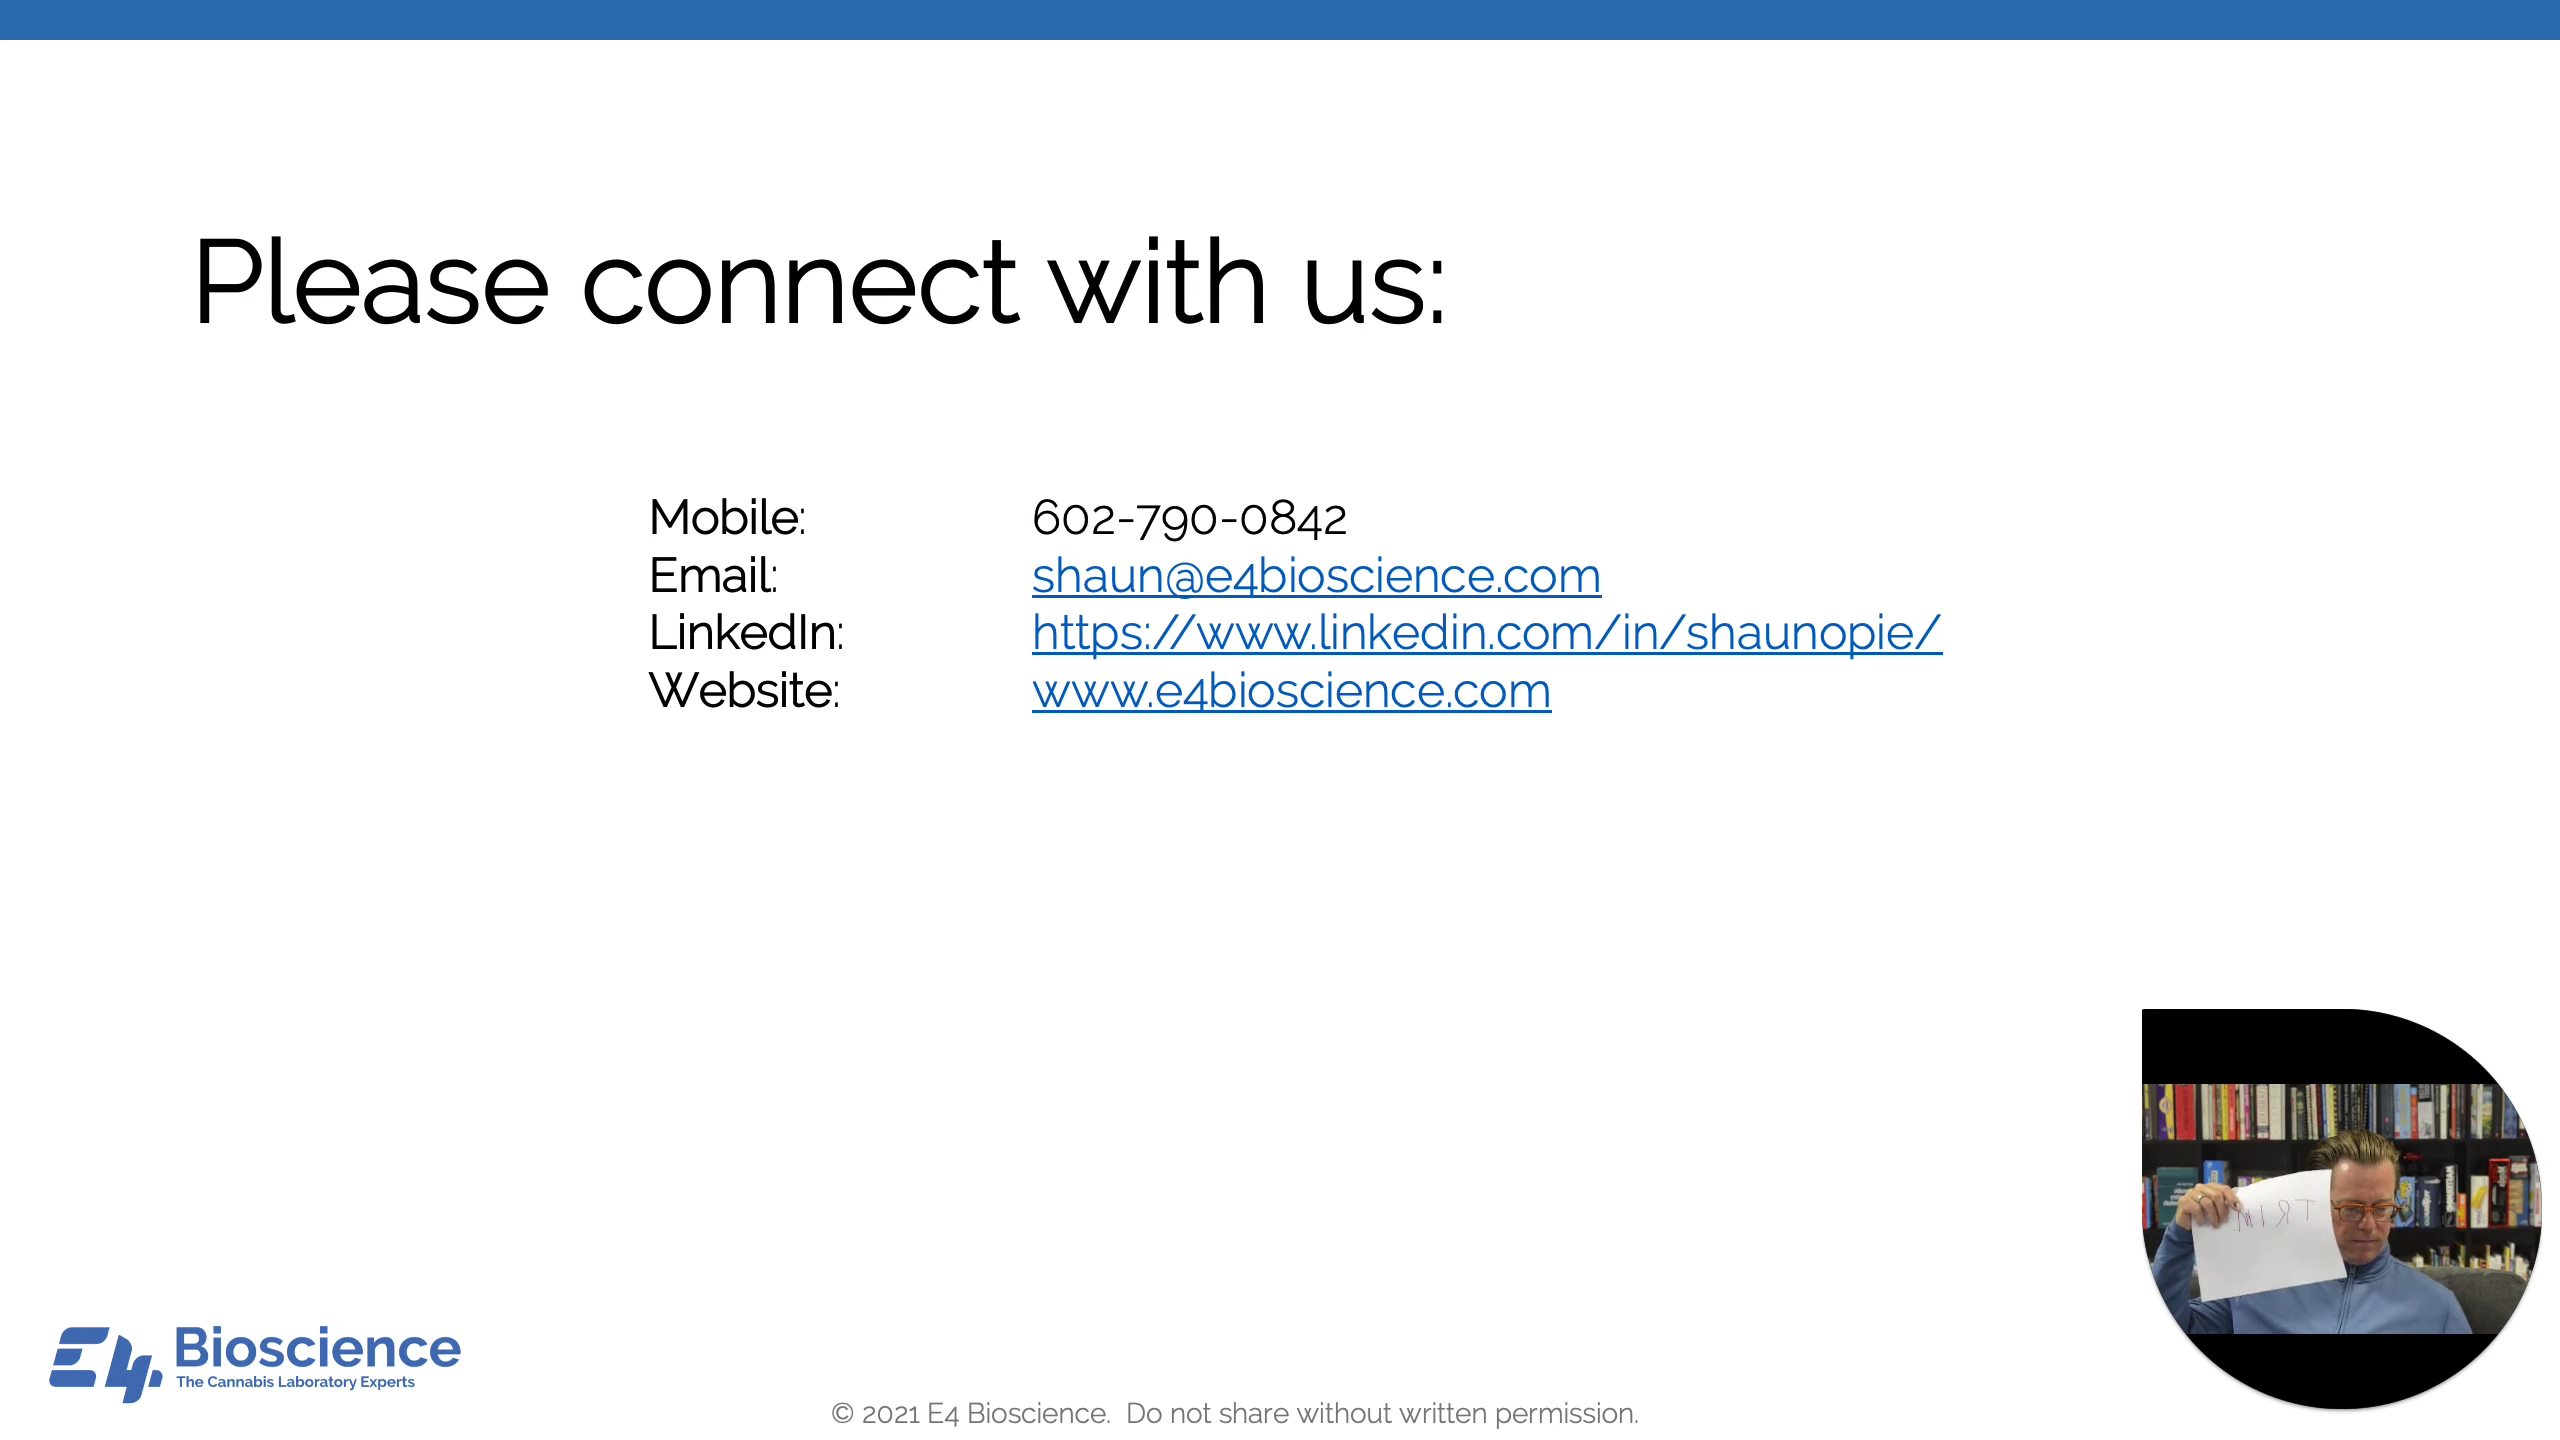 Please connect with us:
Mobile: 602-790-0842
Email: shaun@e4bioscience.com
LinkedIn: https://www.linkedin.com/in/shaunopie/
Website: www.e4bioscience.com
TRIM
E4 Bioscience
The Cannabis Laboratory Experts
© 2021 E4 Bioscience. Do not share without written permission.